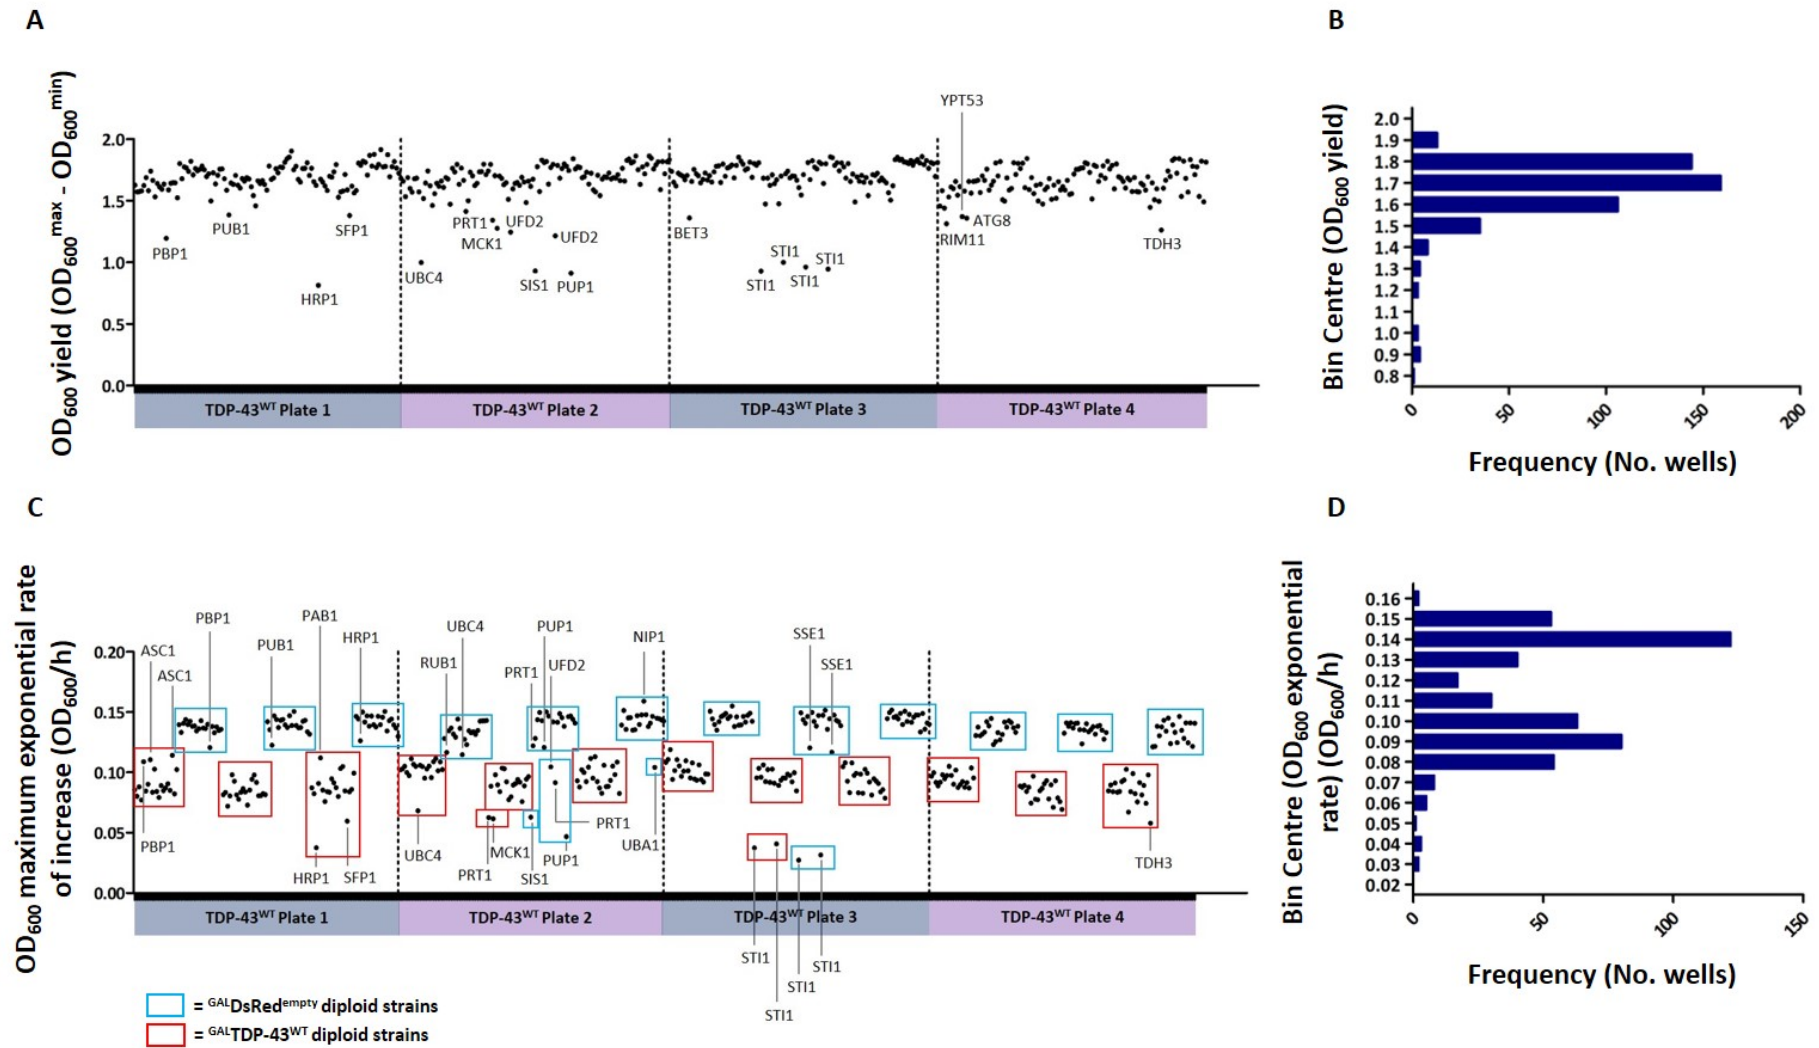 A
B
OD600 yield (OD600max - OD600min)
2.0
1.5
1.0
0.5
0.0
YPT53
PBP1
PUB1
HRP1
SFP1
UBC4
PRT1
MCK1
UFD2
SIS1
UFD2
PUP1
BET3
STI1
STI1
STI1
STI1
RIM11
ATG8
TDH3
TDP-43WT Plate 1
TDP-43WT Plate 2
TDP-43WT Plate 3
TDP-43WT Plate 4
Bin Centre (OD600 yield)
2.0
1.9
1.8
1.7
1.6
1.5
1.4
1.3
1.2
1.1
1.0
0.9
0.8
0
50
100
150
200
Frequency (No. wells)
C
D
OD600 maximum exponential rate
of increase (OD600/h)
0.20
0.15
0.10
0.05
0.00
ASC1
ASC1
PBP1
PUB1
PAB1
HRP1
RUB1
UBC4
PRT1
PUP1
UFD2
NIP1
SSE1
SSE1
PBP1
HRP1
SFP1
UBC4
PRT1
MCK1
SIS1
PUP1
PRT1
UBA1
TDH3
TDP-43WT Plate 1
TDP-43WT Plate 2
TDP-43WT Plate 3
TDP-43WT Plate 4
STI1
STI1
STI1
STI1
= GALDsRedempty diploid strains
= GALTDP-43WT diploid strains
Bin Centre (OD600 exponential
rate) (OD600/h)
0.16
0.15
0.14
0.13
0.12
0.11
0.10
0.09
0.08
0.07
0.06
0.05
0.04
0.03
0.02
0
50
100
150
Frequency (No. wells)